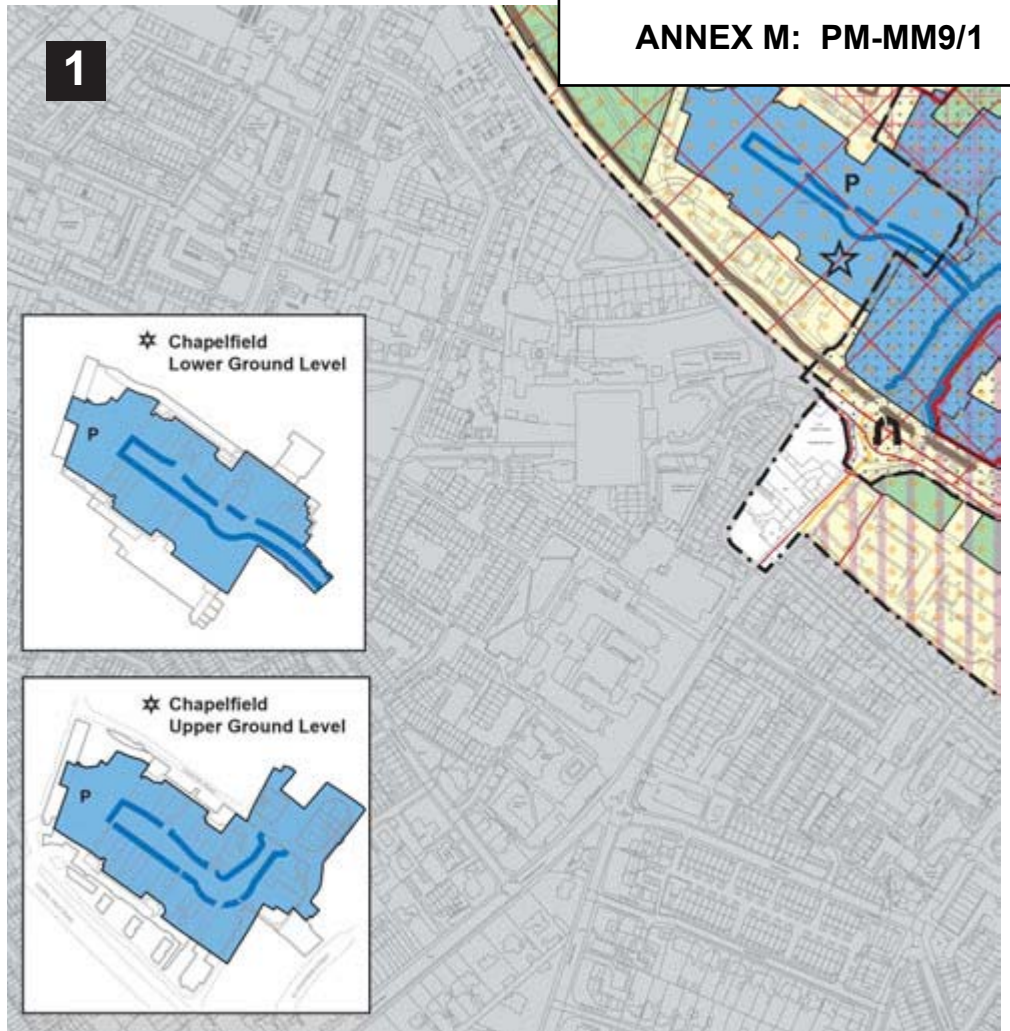 ANNEX M: PM-MM9/1
1
P
Chapelfield
Lower Ground Level
P
Chapelfield
Upper Ground Level
P